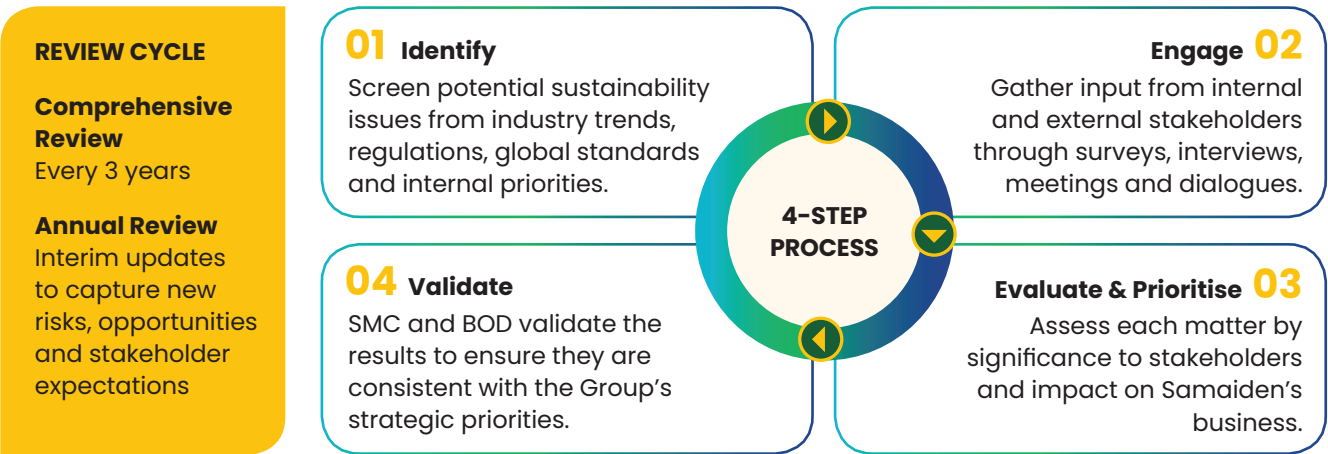 REVIEW CYCLE
Comprehensive
Review
Every 3 years
Annual Review
Interim updates
to capture new
risks, opportunities
and stakeholder
expectations
01 Identify
Screen potential sustainability
issues from industry trends,
regulations, global standards
and internal priorities.
Engage 02
Gather input from internal
and external stakeholders
through surveys, interviews,
meetings and dialogues.
4-STEP
PROCESS
Evaluate & Prioritise 03
Assess each matter by
significance to stakeholders
and impact on Samaiden’s
business.
04 Validate
SMC and BOD validate the
results to ensure they are
consistent with the Group’s
strategic priorities.